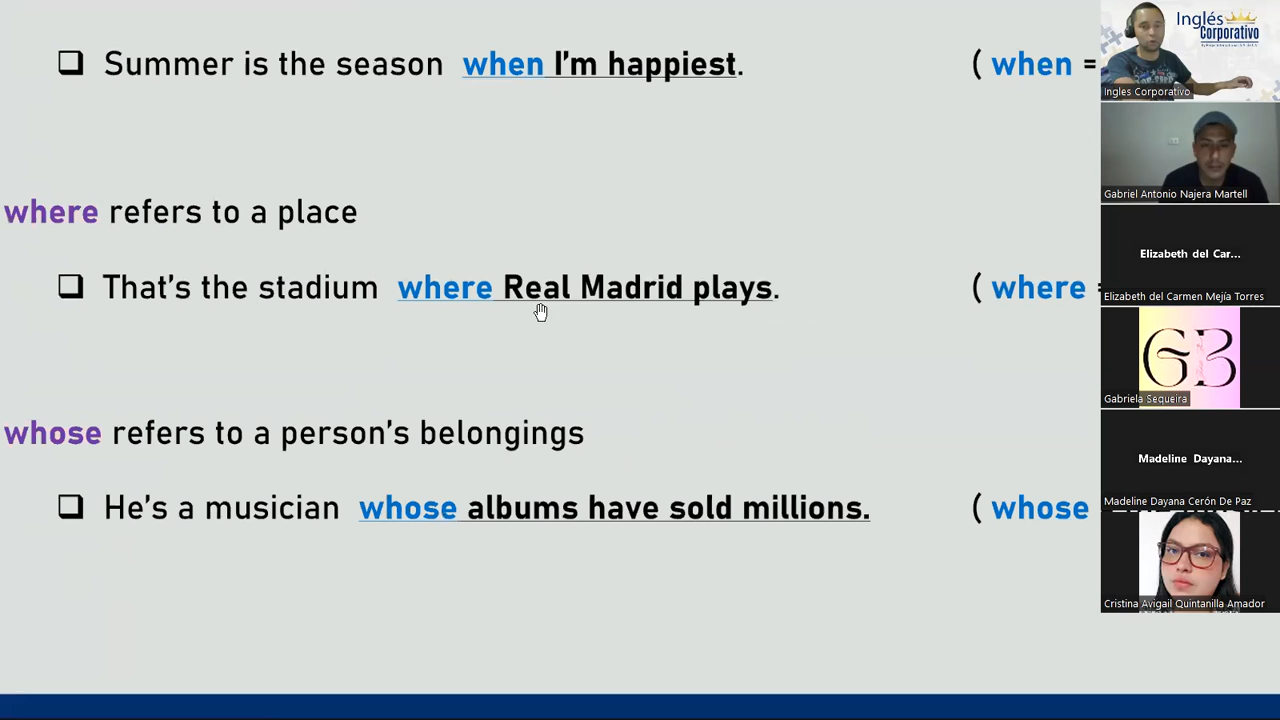 Summer is the season when I'm happiest. ( when =
where refers to a place
That's the stadium where Real Madrid plays. ( where
whose refers to a person's belongings
He's a musician whose albums have sold millions. ( whose
Inglés
Corporativo
Ingles Corporativo
Gabriel Antonio Najera Martell
Elizabeth del Car...
Elizabeth del Carmen Mejía Torres
GB
Gabriela Sequeira
Madeline Dayana...
Madeline Dayana Cerón De Paz
Cristina Avigail Quintanilla Amador